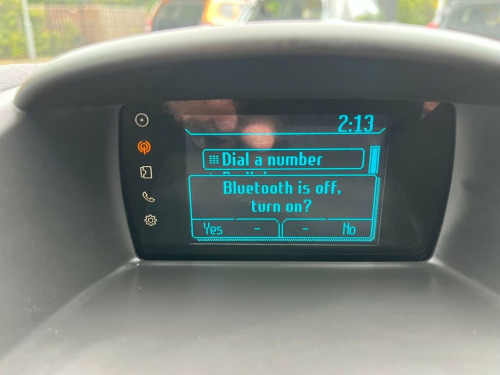 2:13
Dial a number
Bluetooth is off,
turn on?
Yes - - No